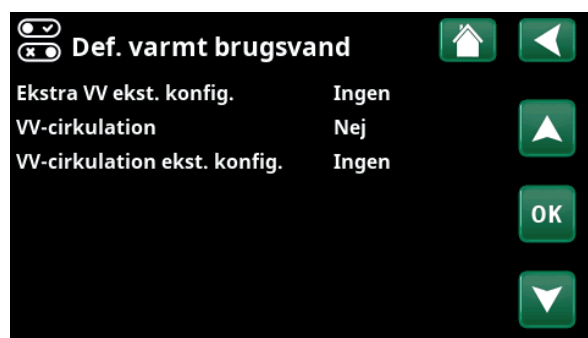 Def. varmt brugsvand
Ekstra VV ekst. konfig. Ingen
VV-cirkulation Nej
VV-cirkulation ekst. konfig. Ingen
OK